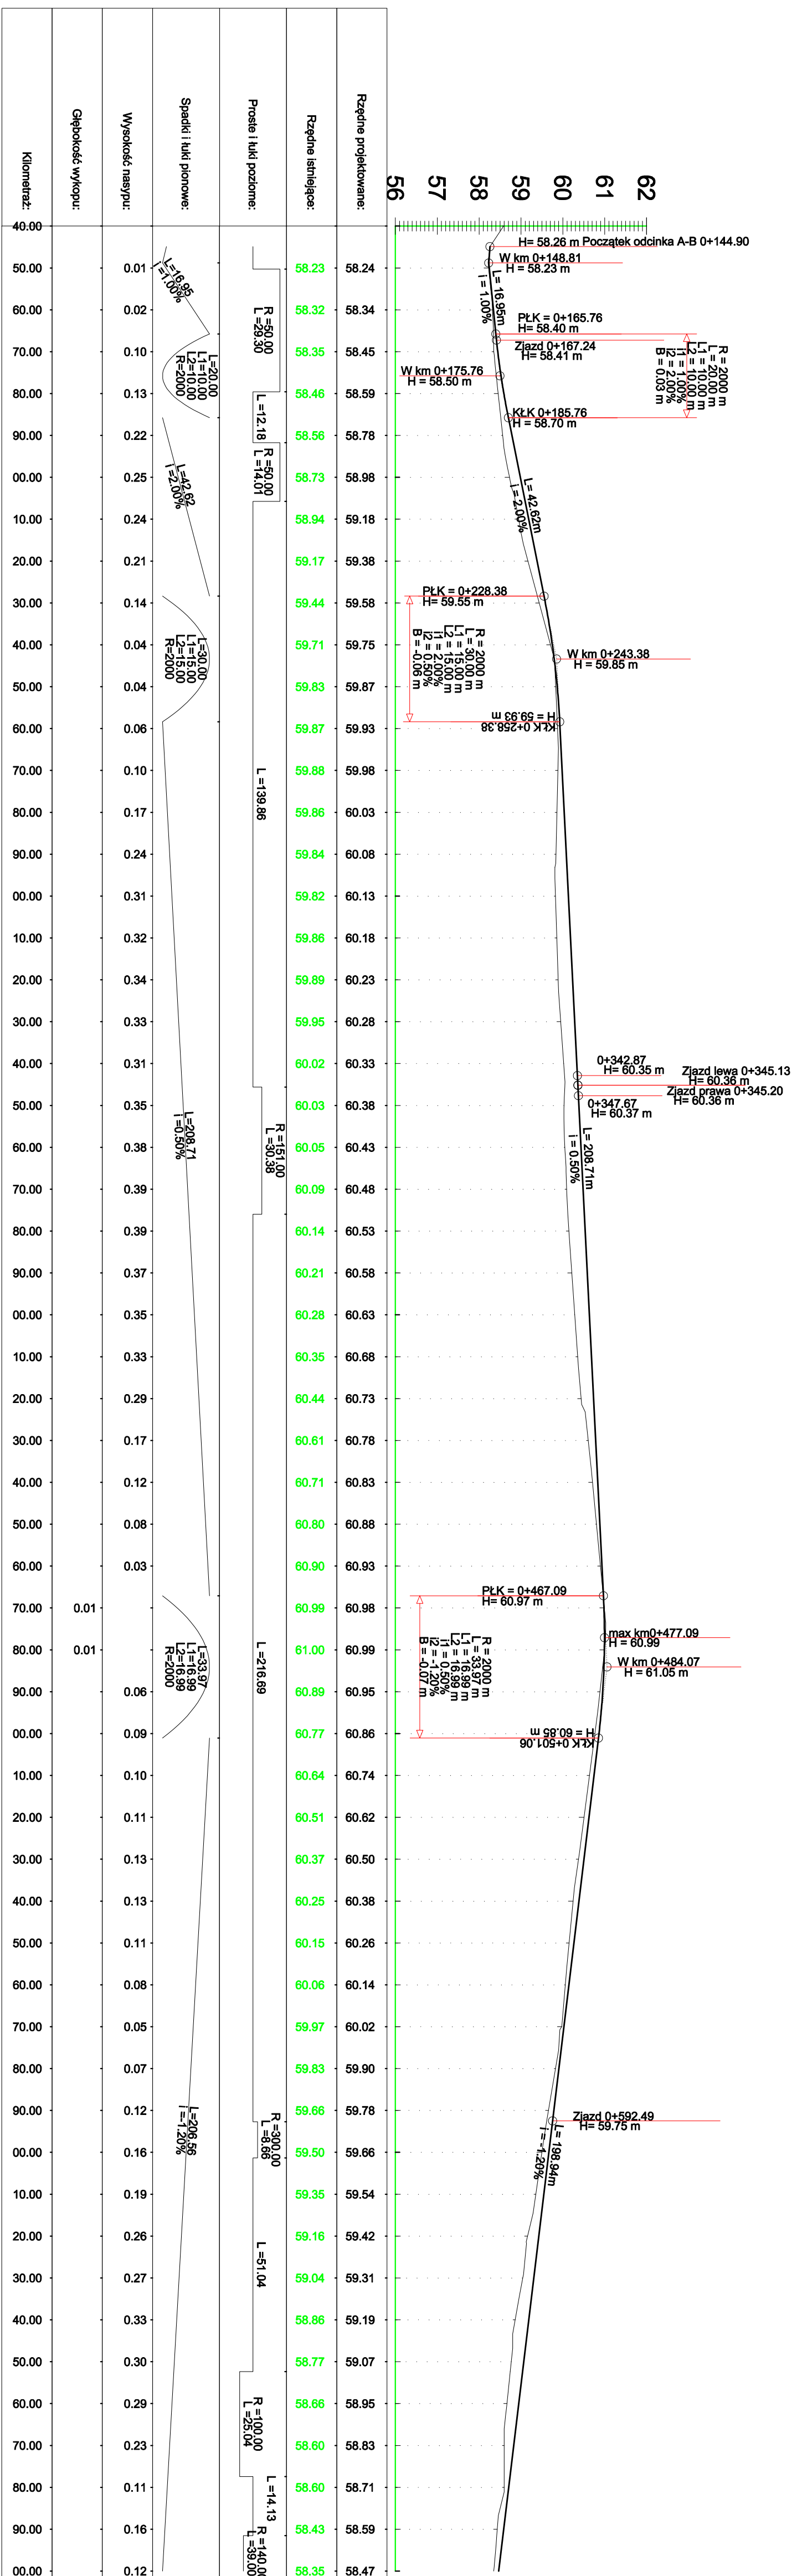 62
61
60
59
58
57
56
H= 58.26 m Początek odcinka A-B 0+144.90
W km 0+148.81
H = 58.23 m
L= 16.95m
i = 1.00%
PŁK = 0+165.76
H = 58.40 m
Zjazd 0+167.24
H= 58.41 m
W km 0+175.76
H = 58.50 m
KŁK 0+185.76
H = 58.70 m
R = 2000 m
L = 20.00 m
L1 = 10.00 m
L2 = 10.00 m
i1 = 1.00%
i2 = 2.00%
B = 0.03 m
L= 42.62m
i = 2.00%
PŁK = 0+228.38
H= 59.55 m
W km 0+243.38
H = 59.85 m
KŁK 0+258.38
H = 59.93 m
R = 2000 m
L = 30.00 m
L1 = 15.00 m
L2 = 15.00 m
i1 = 2.00%
i2 = 0.50%
B = -0.06 m
0+342.87
H= 60.35 m
Zjazd lewa 0+345.13
H= 60.36 m
Zjazd prawa 0+345.20
H= 60.36 m
0+347.67
H= 60.37 m
L= 208.71m
i = 0.50%
PŁK = 0+467.09
H= 60.97 m
max km0+477.09
H = 60.99
W km 0+484.07
H = 61.05 m
KŁK 0+501.06
H = 60.85 m
R = 2000 m
L = 33.97 m
L1 = 16.99 m
L2 = 16.99 m
i1 = 0.50%
i2 = -1.20%
B = -0.07 m
Zjazd 0+592.49
H= 59.75 m
L= 198.94m
i = -1.20%
Rzędne projektowane:
58.24 58.34 58.45 58.59 58.78 58.98 59.18 59.38 59.58 59.75 59.87 59.93 59.98 60.03 60.08 60.13 60.18 60.23 60.28 60.33 60.38 60.43 60.48 60.53 60.58 60.63 60.68 60.73 60.78 60.83 60.88 60.93 60.98 60.99 60.95 60.86 60.74 60.62 60.50 60.38 60.26 60.14 60.02 59.90 59.78 59.66 59.54 59.42 59.31 59.19 59.07 58.95 58.83 58.71 58.59 58.47
Rzędne istniejące:
58.23 58.32 58.35 58.46 58.56 58.73 58.94 59.17 59.44 59.71 59.83 59.87 59.88 59.86 59.84 59.82 59.86 59.89 59.95 60.02 60.03 60.05 60.09 60.14 60.21 60.28 60.35 60.44 60.61 60.71 60.80 60.90 60.99 61.00 60.89 60.77 60.64 60.51 60.37 60.25 60.15 60.06 59.97 59.83 59.66 59.50 59.35 59.16 59.04 58.86 58.77 58.66 58.60 58.60 58.43 58.35
Proste i łuki poziome:
R =50.00
L =29.30
L =12.18
R =50.00
L =14.01
L =139.86
R =151.00
L =30.38
L =216.69
R =300.00
L =8.66
L =51.04
R =100.00
L =25.04
L =14.13
R =140.00
L =39.00
Spadki i łuki pionowe:
L=16.95
i =1.00%
L=20.00
L1=10.00
L2=10.00
R=2000
L=42.62
i =2.00%
L=30.00
L1=15.00
L2=15.00
R=2000
L=208.71
i =0.50%
L=33.97
L1=16.99
L2=16.99
R=2000
L=206.56
i =-1.20%
Wysokość nasypu:
0.01 0.02 0.10 0.13 0.22 0.25 0.24 0.21 0.14 0.04 0.04 0.06 0.10 0.17 0.24 0.31 0.32 0.34 0.33 0.31 0.35 0.38 0.39 0.39 0.37 0.35 0.33 0.29 0.17 0.12 0.08 0.03 0.06 0.09 0.10 0.11 0.13 0.13 0.11 0.08 0.05 0.07 0.12 0.16 0.19 0.26 0.27 0.33 0.30 0.29 0.23 0.11 0.16 0.12
Głębokość wykopu:
0.01 0.01
Kilometraż:
40.00 50.00 60.00 70.00 80.00 90.00 00.00 10.00 20.00 30.00 40.00 50.00 60.00 70.00 80.00 90.00 00.00 10.00 20.00 30.00 40.00 50.00 60.00 70.00 80.00 90.00 00.00 10.00 20.00 30.00 40.00 50.00 60.00 70.00 80.00 90.00 00.00 10.00 20.00 30.00 40.00 50.00 60.00 70.00 80.00 90.00 00.00 10.00 20.00 30.00 40.00 50.00 60.00 70.00 80.00 90.00 00.00